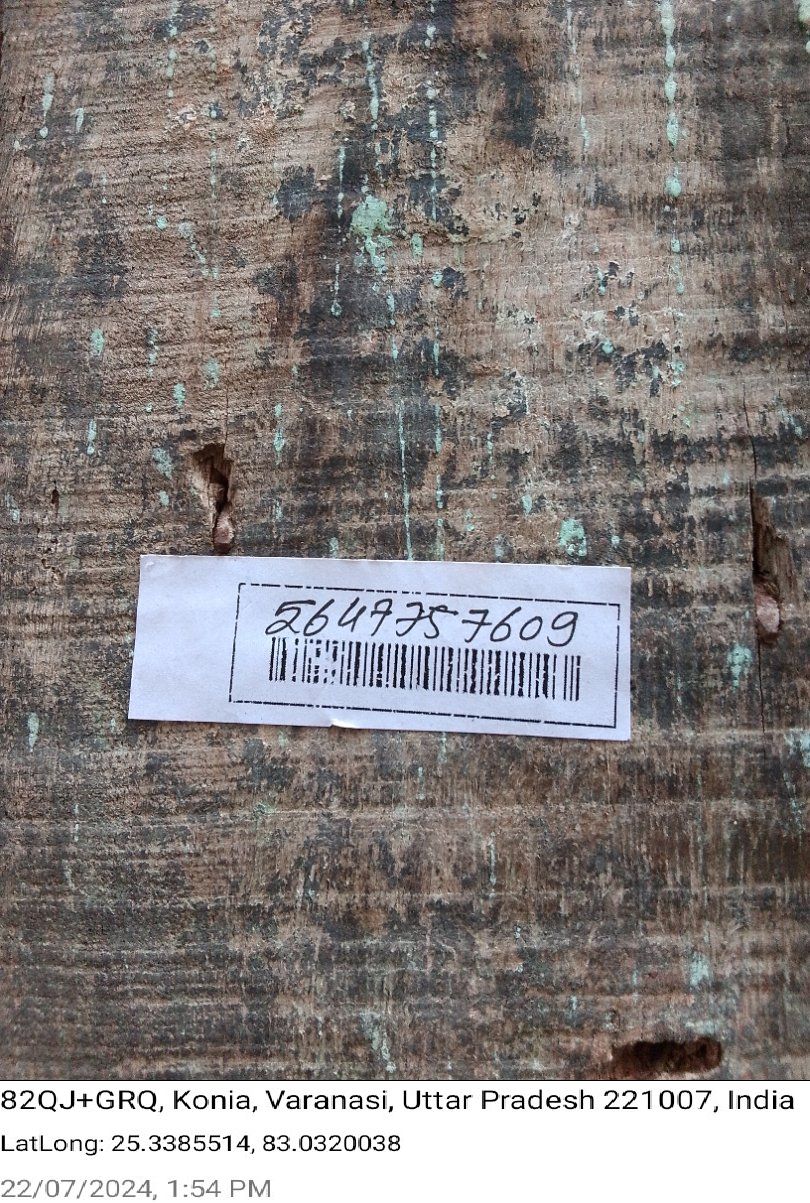 5647757609
82QJ+GRQ, Konia, Varanasi, Uttar Pradesh 221007, India
LatLong: 25.3385514, 83.0320038
22/07/2024, 1:54 PM